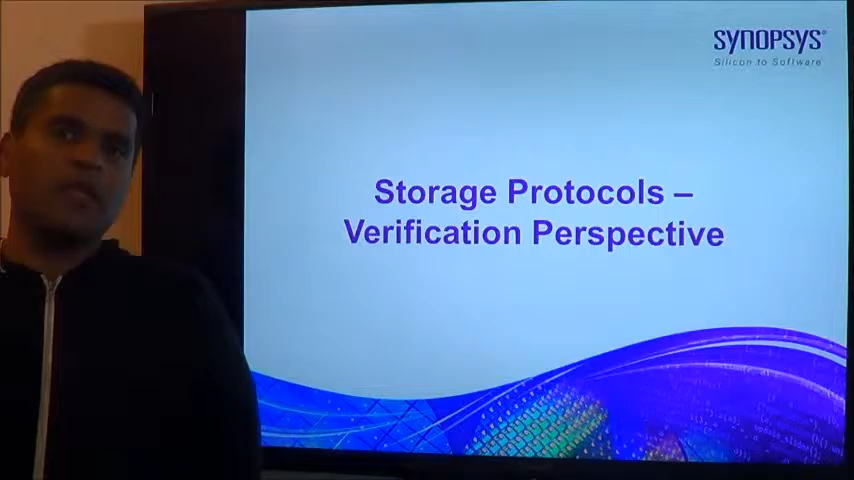 SYNOPSYS®
Silicon to Software
Storage Protocols –
Verification Perspective